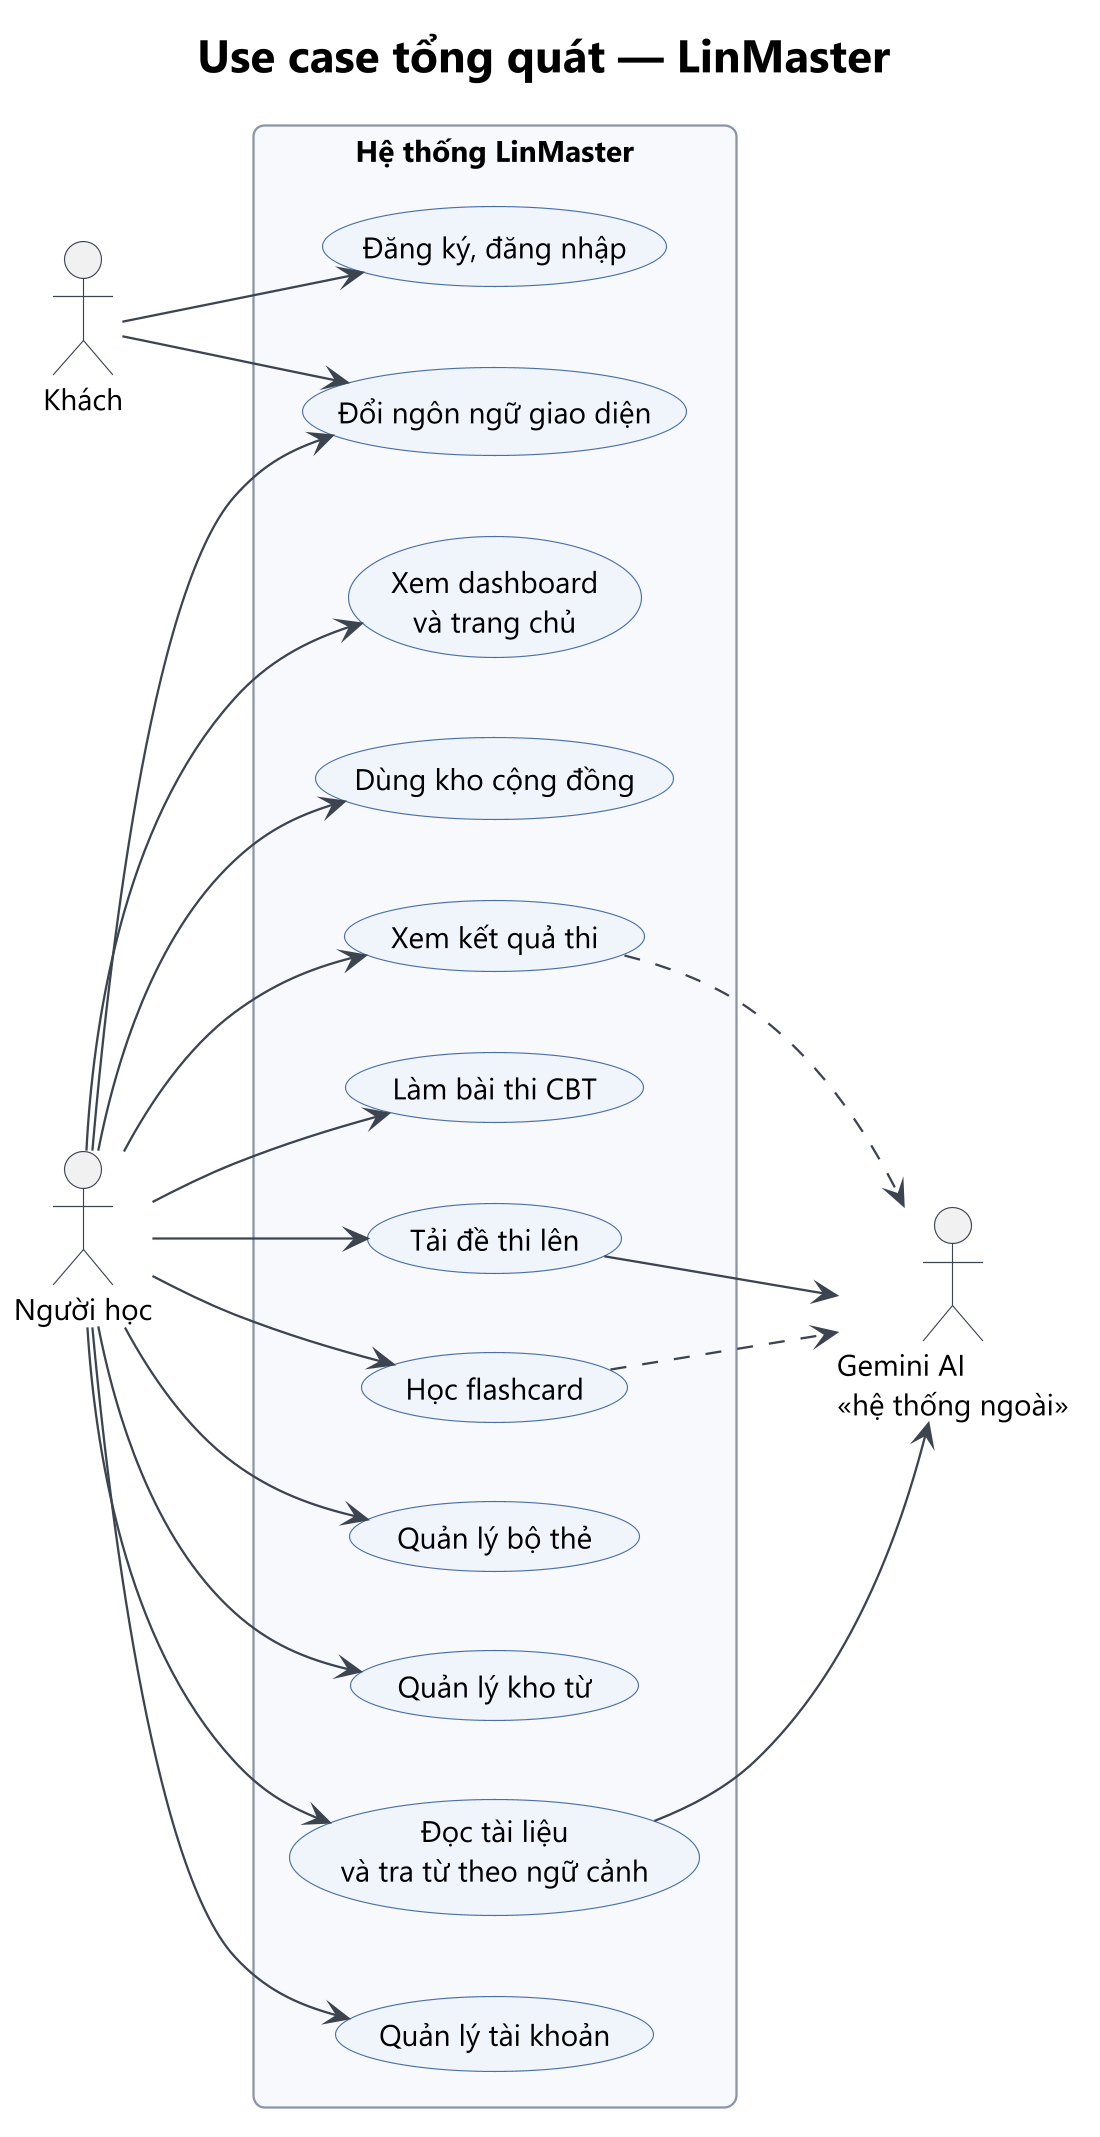 Use case tổng quát — LinMaster
Hệ thống LinMaster
Đăng ký, đăng nhập
Khách
Đổi ngôn ngữ giao diện
Xem dashboard
và trang chủ
Dùng kho cộng đồng
Xem kết quả thi
Làm bài thi CBT
Tải đề thi lên
Người học
Gemini AI
«hệ thống ngoài»
Học flashcard
Quản lý bộ thẻ
Quản lý kho từ
Đọc tài liệu
và tra từ theo ngữ cảnh
Quản lý tài khoản